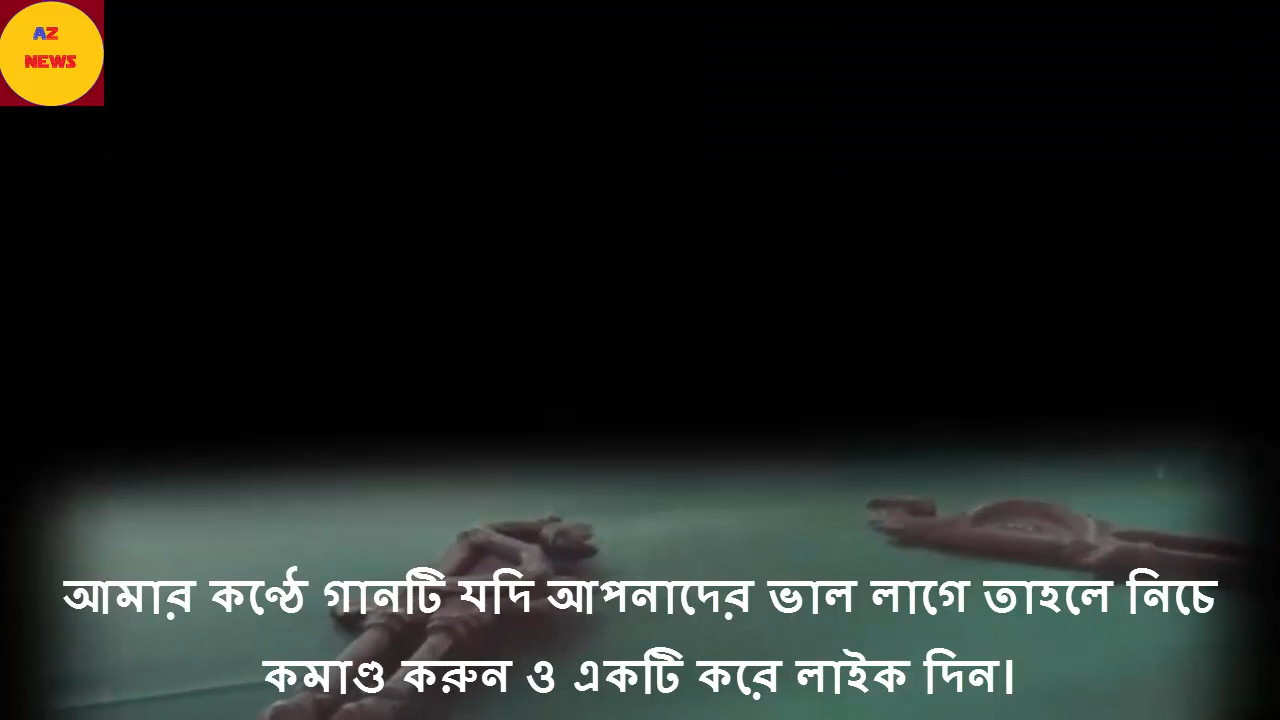 AZ
NEWS
আমার কণ্ঠে গানটি যদি আপনাদের ভাল লাগে তাহলে নিচে
কমাণ্ড করুন ও একটি করে লাইক দিন।